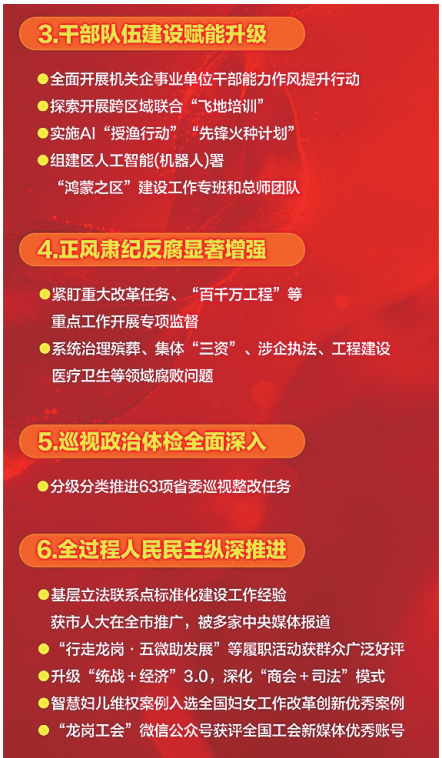 3.干部队伍建设赋能升级
●全面开展机关企事业单位干部能力作风提升行动
●探索开展跨区域联合“飞地培训”
●实施AI“授渔行动”“先锋火种计划”
●组建区人工智能(机器人)署
“鸿蒙之区”建设工作专班和总师团队
4.正风肃纪反腐显著增强
●紧盯重大改革任务、“百千万工程”等
重点工作开展专项监督
●系统治理殡葬、集体“三资”、涉企执法、工程建设
医疗卫生等领域腐败问题
5.巡视政治体检全面深入
●分级分类推进63项省委巡视整改任务
6.全过程人民民主纵深推进
●基层立法联系点标准化建设工作经验
获市人大在全市推广，被多家中央媒体报道
●“行走龙岗·五微助发展”等履职活动获群众广泛好评
●升级“统战＋经济”3.0，深化“商会＋司法”模式
●智慧妇儿维权案例入选全国妇女工作改革创新优秀案例
●“龙岗工会”微信公众号获评全国工会新媒体优秀账号